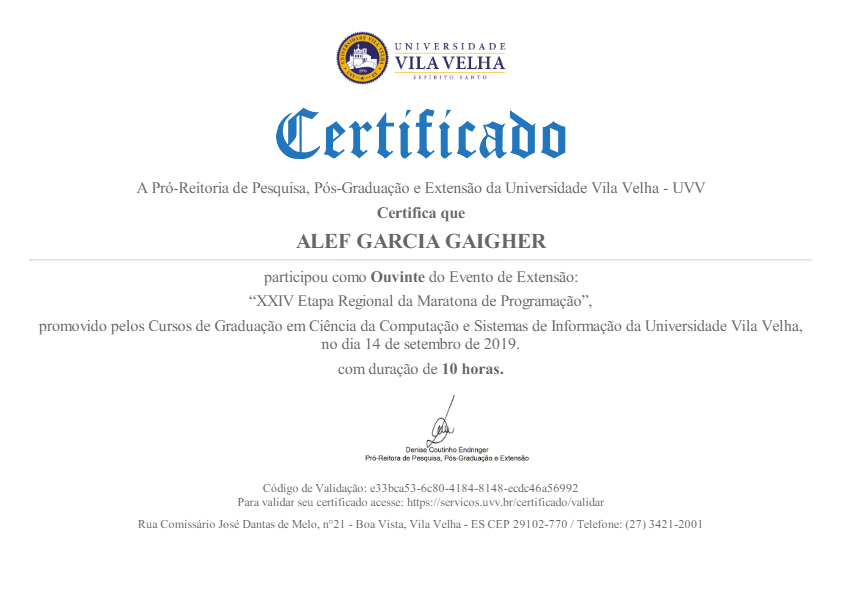 UNIVERSIDADE
VILA VELHA
ESPÍRITO SANTO
Certificado
A Pró-Reitoria de Pesquisa, Pós-Graduação e Extensão da Universidade Vila Velha - UVV
Certifica que
ALEF GARCIA GAIGHER
participou como Ouvinte do Evento de Extensão:
“XXIV Etapa Regional da Maratona de Programação”,
promovido pelos Cursos de Graduação em Ciência da Computação e Sistemas de Informação da Universidade Vila Velha,
no dia 14 de setembro de 2019.
com duração de 10 horas.
Denise Coutinho Endringer
Pró-Reitora de Pesquisa, Pós-Graduação e Extensão
Código de Validação: e33bca53-6c80-4184-8148-ecdc46a56992
Para validar seu certificado acesse: https://servicos.uvv.br/certificado/validar
Rua Comissário José Dantas de Melo, n°21 - Boa Vista, Vila Velha - ES CEP 29102-770 / Telefone: (27) 3421-2001